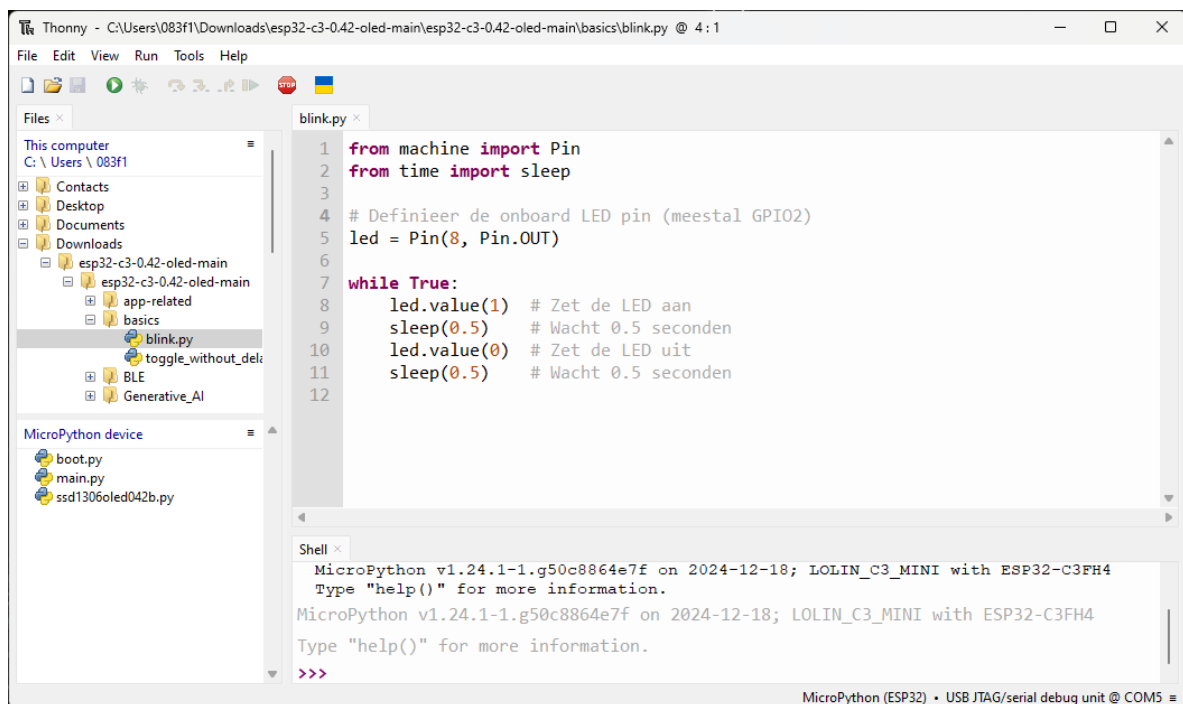 Thonny - C:\Users\083f1\Downloads\esp32-c3-0.42-oled-main\esp32-c3-0.42-oled-main\basics\blink.py @ 4 : 1
File Edit View Run Tools Help
STOP
Files
This computer
C: \ Users \ 083f1
Contacts
Desktop
Documents
Downloads
esp32-c3-0.42-oled-main
esp32-c3-0.42-oled-main
app-related
basics
blink.py
toggle_without_dela
BLE
Generative_AI
MicroPython device
boot.py
main.py
ssd1306oled042b.py
blink.py
1 from machine import Pin
2 from time import sleep
3
4 # Definieer de onboard LED pin (meestal GPIO2)
5 led = Pin(8, Pin.OUT)
6
7 while True:
8     led.value(1)  # Zet de LED aan
9     sleep(0.5)    # Wacht 0.5 seconden
10     led.value(0)  # Zet de LED uit
11     sleep(0.5)    # Wacht 0.5 seconden
12
Shell
MicroPython v1.24.1-1.g50c8864e7f on 2024-12-18; LOLIN_C3_MINI with ESP32-C3FH4
Type "help()" for more information.
MicroPython v1.24.1-1.g50c8864e7f on 2024-12-18; LOLIN_C3_MINI with ESP32-C3FH4
Type "help()" for more information.
>>>
MicroPython (ESP32) • USB JTAG/serial debug unit @ COM5 ≡